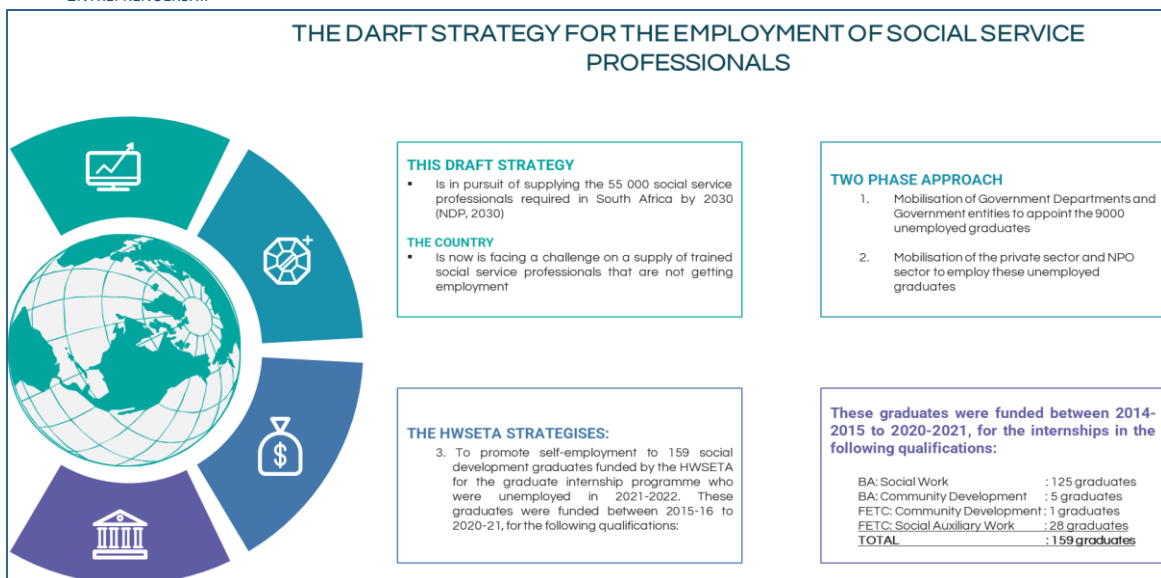 THE DARFT STRATEGY FOR THE EMPLOYMENT OF SOCIAL SERVICE
PROFESSIONALS
THIS DRAFT STRATEGY
▪ Is in pursuit of supplying the 55 000 social service
professionals required in South Africa by 2030
(NDP, 2030)
THE COUNTRY
▪ Is now is facing a challenge on a supply of trained
social service professionals that are not getting
employment
TWO PHASE APPROACH
1. Mobilisation of Government Departments and
Government entities to appoint the 9000
unemployed graduates
2. Mobilisation of the private sector and NPO
sector to employ these unemployed
graduates
THE HWSETA STRATEGISES:
3. To promote self-employment to 159 social
development graduates funded by the HWSETA
for the graduate internship programme who
were unemployed in 2021-2022. These
graduates were funded between 2015-16 to
2020-21, for the following qualifications:
These graduates were funded between 2014-
2015 to 2020-2021, for the internships in the
following qualifications:
BA: Social Work : 125 graduates
BA: Community Development : 5 graduates
FETC: Community Development : 1 graduates
FETC: Social Auxiliary Work : 28 graduates
TOTAL : 159 graduates
$